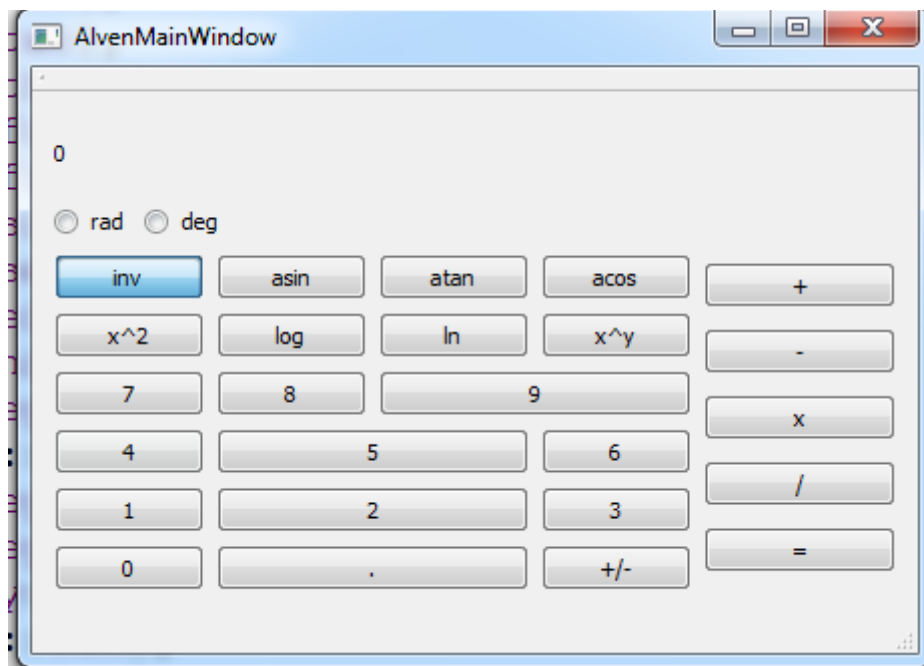 AlvenMainWindow
0
rad deg
inv asin atan acos +
x^2 log ln x^y -
7 8 9 x
4 5 6 /
1 2 3 =
0 . +/-